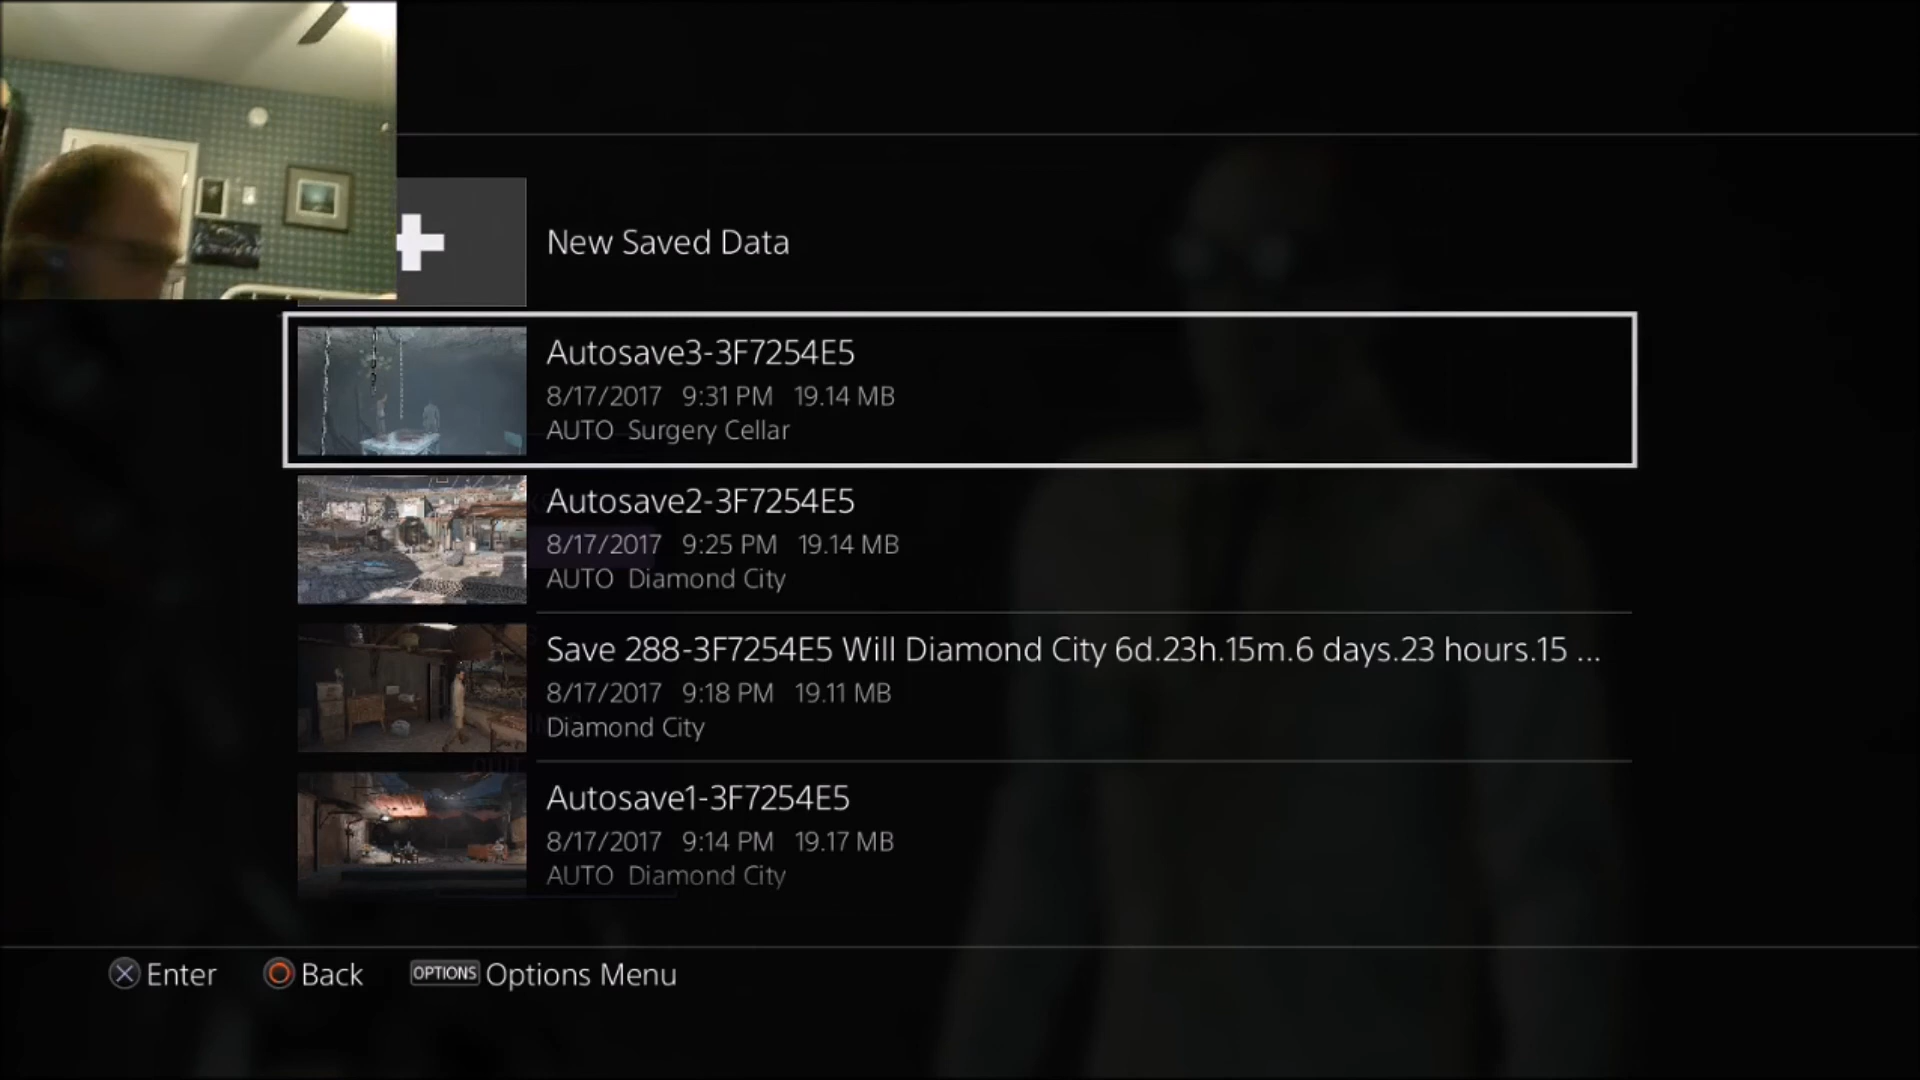 New Saved Data
Autosave3-3F7254E5
8/17/2017 9:31 PM 19.14 MB
AUTO Surgery Cellar
Autosave2-3F7254E5
8/17/2017 9:25 PM 19.14 MB
AUTO Diamond City
Save 288-3F7254E5 Will Diamond City 6d.23h.15m.6 days.23 hours.15 ...
8/17/2017 9:18 PM 19.11 MB
Diamond City
Autosave1-3F7254E5
8/17/2017 9:14 PM 19.17 MB
AUTO Diamond City
Enter Back OPTIONS Options Menu